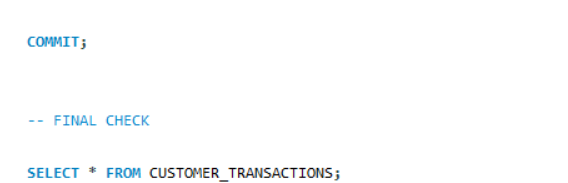 COMMIT;
-- FINAL CHECK
SELECT * FROM CUSTOMER_TRANSACTIONS;